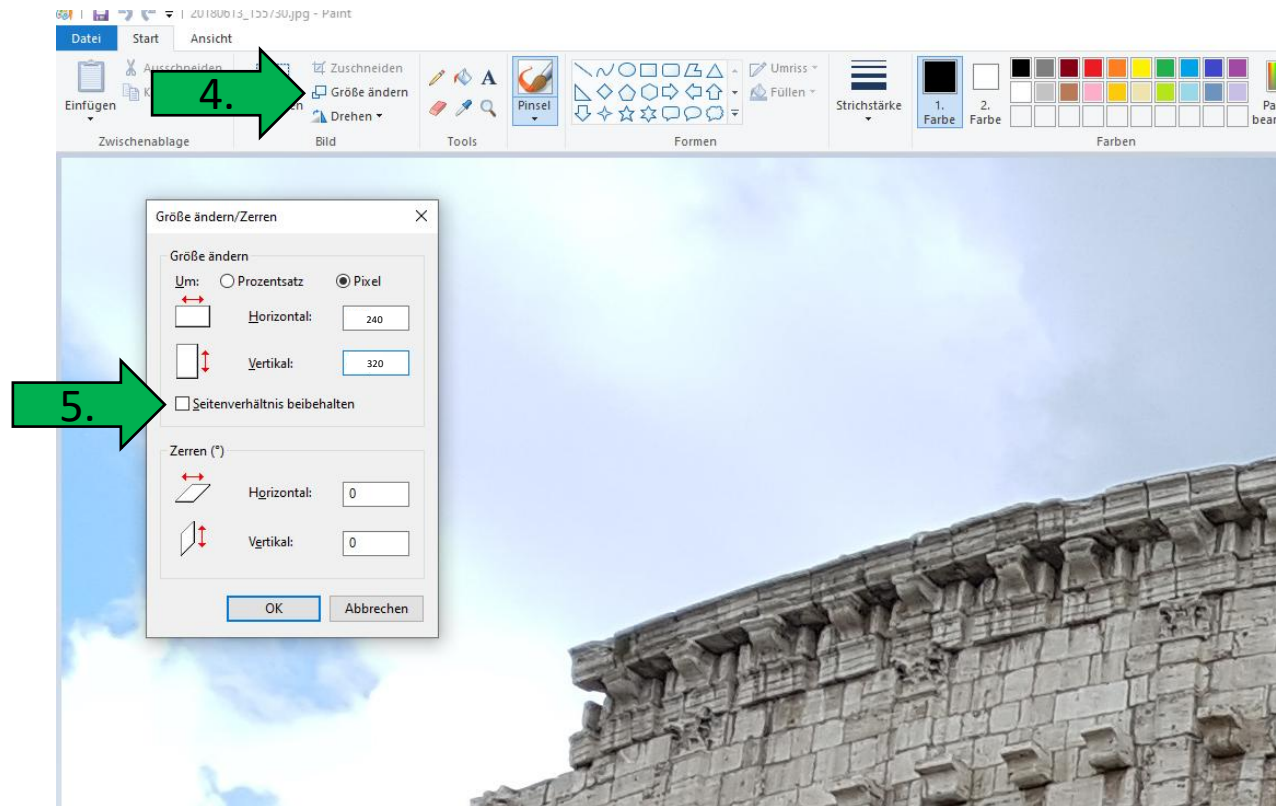 20180613_155730.jpg - Paint
Datei Start Ansicht
Ausschneiden
Zuschneiden
Größe ändern
Drehen
Einfügen
4.
A
Pinsel
Umriss
Füllen
Strichstärke
1. Farbe
2. Farbe
Zwischenablage Bild Tools Formen Farben
Größe ändern/Zerren
Größe ändern
Um: Prozentsatz Pixel
Horizontal: 240
Vertikal: 320
5.
Seitenverhältnis beibehalten
Zerren (°)
Horizontal: 0
Vertikal: 0
OK Abbrechen